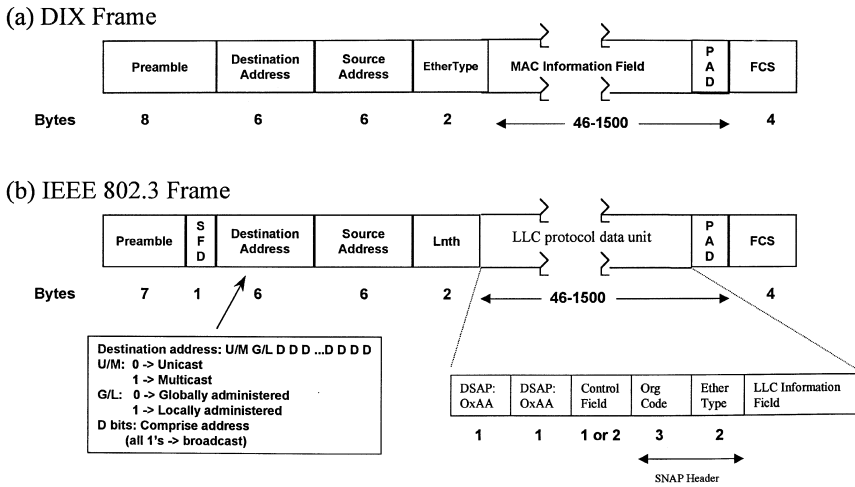 (a) DIX Frame
Preamble
Destination Address
Source Address
EtherType
MAC Information Field
PAD
FCS
Bytes 8 6 6 2 46-1500 4
(b) IEEE 802.3 Frame
Preamble
SFD
Destination Address
Source Address
Lnth
LLC protocol data unit
PAD
FCS
Bytes 7 1 6 6 2 46-1500 4
Destination address: U/M G/L D D D ...D D D D
U/M: 0 -> Unicast
1 -> Multicast
G/L: 0 -> Globally administered
1 -> Locally administered
D bits: Comprise address
(all 1's -> broadcast)
DSAP: OxAA
DSAP: OxAA
Control Field
Org Code
Ether Type
LLC Information Field
1 1 1 or 2 3 2
SNAP Header